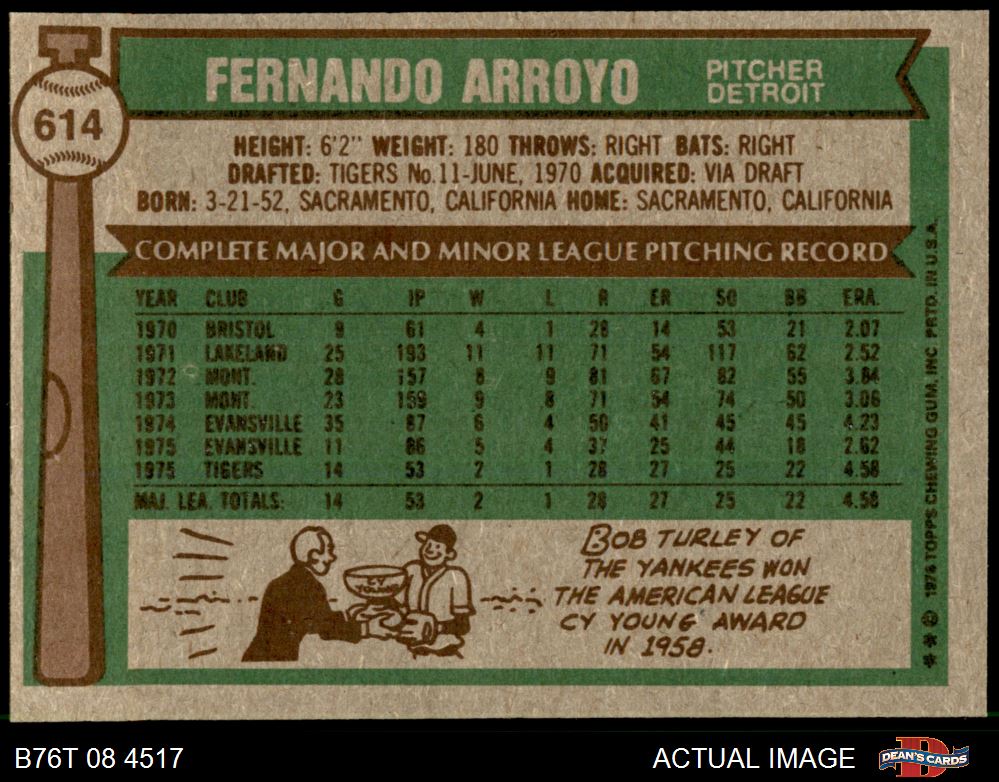 614
FERNANDO ARROYO
PITCHER
DETROIT
HEIGHT: 6'2" WEIGHT: 180 THROWS: RIGHT BATS: RIGHT
DRAFTED: TIGERS No.11-JUNE, 1970 ACQUIRED: VIA DRAFT
BORN: 3-21-52, SACRAMENTO, CALIFORNIA HOME: SACRAMENTO, CALIFORNIA
COMPLETE MAJOR AND MINOR LEAGUE PITCHING RECORD
YEAR CLUB G IP W L R ER SO BB ERA.
1970 BRISTOL 9 61 4 1 26 14 53 21 2.07
1971 LAKELAND 25 193 11 11 71 54 117 62 2.52
1972 MONT. 28 157 8 9 81 67 82 55 3.84
1973 MONT. 23 159 9 8 71 54 74 50 3.06
1974 EVANSVILLE 35 87 6 4 50 41 45 45 4.23
1975 EVANSVILLE 11 86 5 4 37 25 44 18 2.62
1975 TIGERS 14 53 2 1 28 27 25 22 4.58
MAJ. LEA. TOTALS: 14 53 2 1 28 27 25 22 4.58
CY
BOB TURLEY OF
THE YANKEES WON
THE AMERICAN LEAGUE
CY YOUNG AWARD
IN 1958.
** © 1976 TOPPS CHEWING GUM, INC PRTD. IN U.S.A.
B76T 08 4517
ACTUAL IMAGE
DEAN'S CARDS